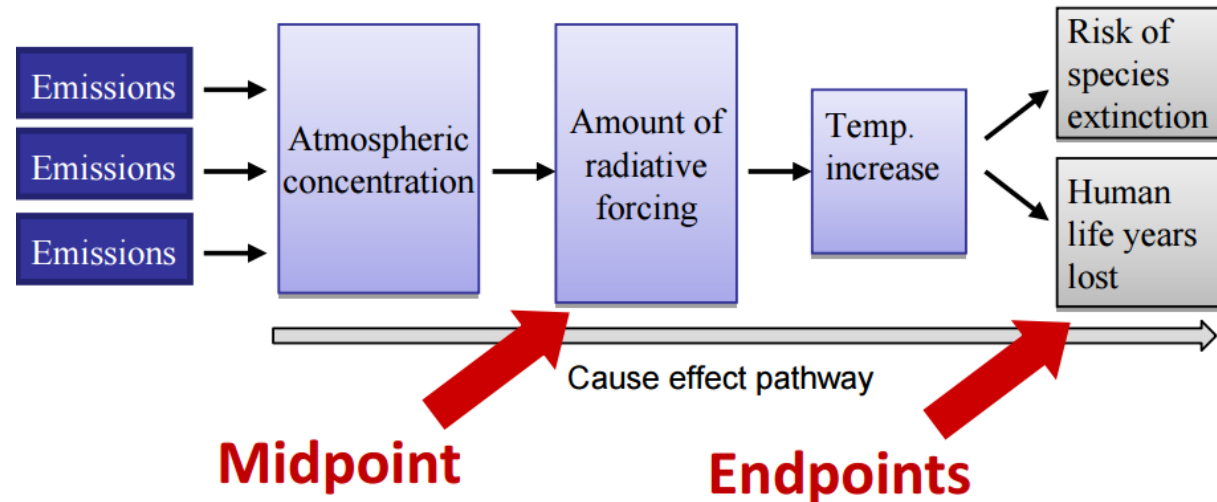 Emissions
Emissions
Emissions
Atmospheric
concentration
Amount of
radiative
forcing
Temp.
increase
Risk of
species
extinction
Human
life years
lost
Cause effect pathway
Midpoint
Endpoints